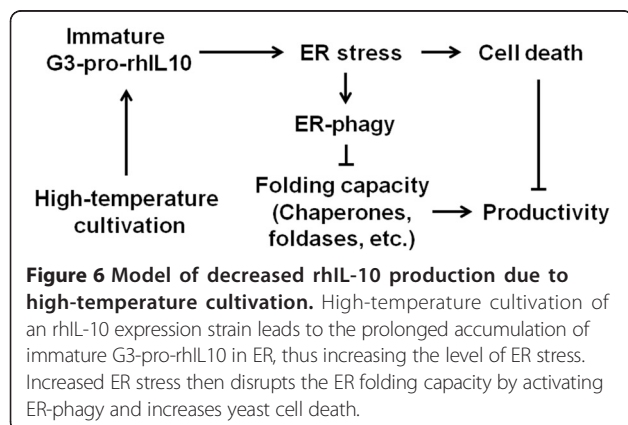 Immature
G3-pro-rhIL10
ER stress
Cell death
ER-phagy
High-temperature
cultivation
Folding capacity
(Chaperones,
foldases, etc.)
Productivity
Figure 6 Model of decreased rhIL-10 production due to
high-temperature cultivation. High-temperature cultivation of
an rhIL-10 expression strain leads to the prolonged accumulation of
immature G3-pro-rhIL10 in ER, thus increasing the level of ER stress.
Increased ER stress then disrupts the ER folding capacity by activating
ER-phagy and increases yeast cell death.